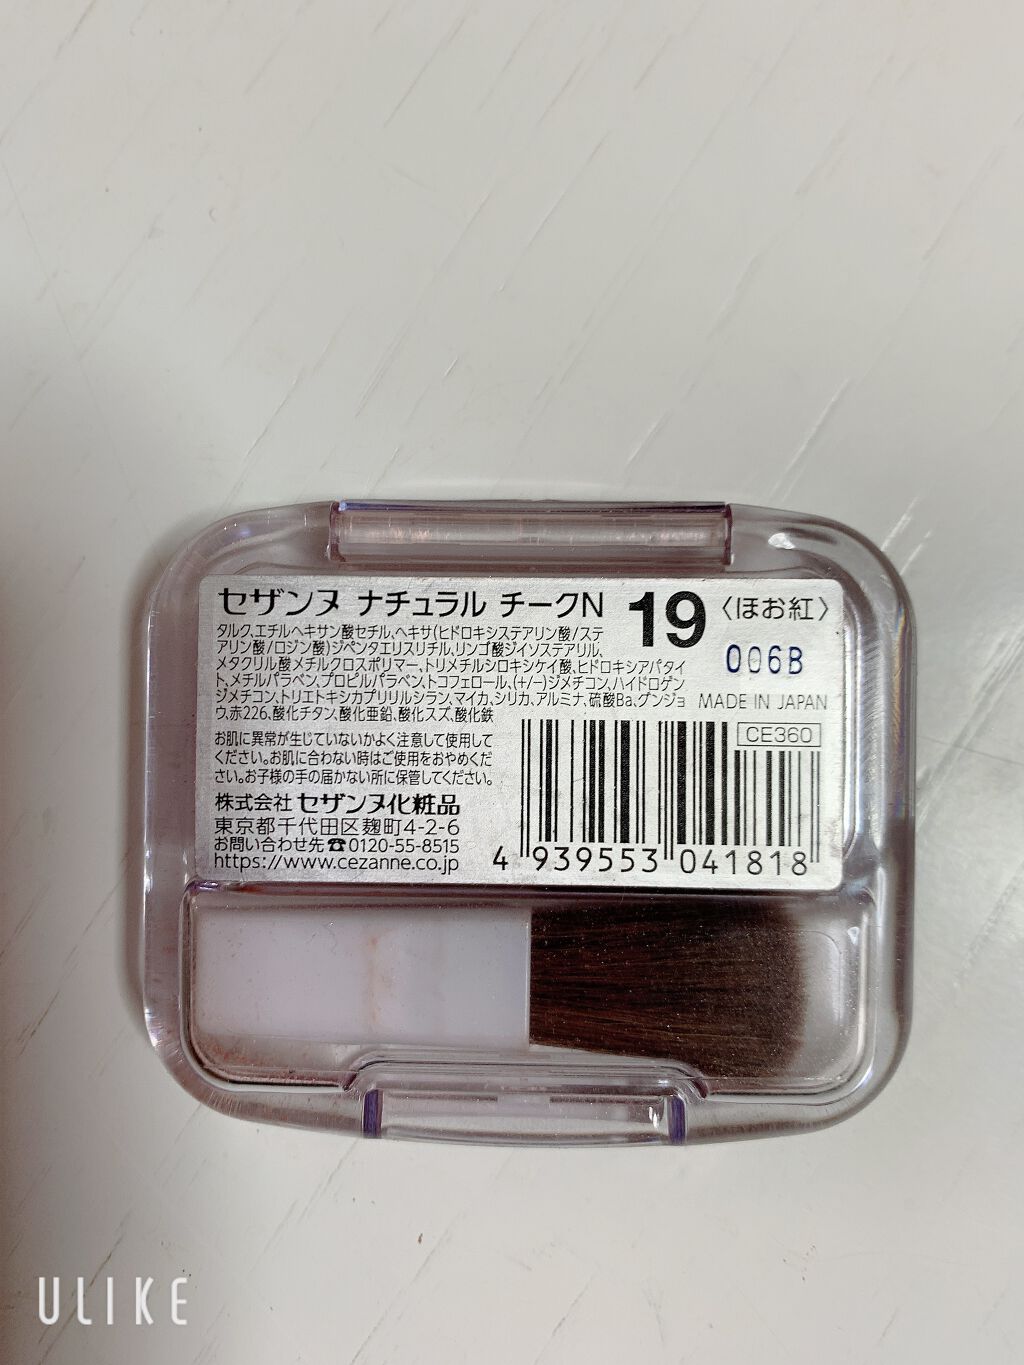 セザンヌ ナチュラル チークN 19 〈ほお紅〉
タルク、エチルヘキサン酸セチル、ヘキサ(ヒドロキシステアリン酸/ステ
アリン酸/ロジン酸)ジペンタエリスリチル、リンゴ酸ジイソステアリル、
メタクリル酸メチルクロスポリマー、トリメチルシロキシケイ酸、ヒドロキシアパタイ
ト、メチルパラベン、プロピルパラベン、トコフェロール、(+/−)ジメチコン、ハイドロゲン
ジメチコン、トリエトキシカプリリルシラン、マイカ、シリカ、アルミナ、硫酸Ba、グンジョ
ウ、赤226、酸化チタン、酸化亜鉛、酸化スズ、酸化鉄
006B
MADE IN JAPAN
CE360
お肌に異常が生じていないかよく注意して使用して
ください。お肌に合わない時はご使用をおやめくだ
さい。お子様の手の届かない所に保管してください。
株式会社 セザンヌ化粧品
東京都千代田区麹町4-2-6
お問い合わせ先☎0120-55-8515
https://www.cezanne.co.jp
4 939553 041818
ULIKE